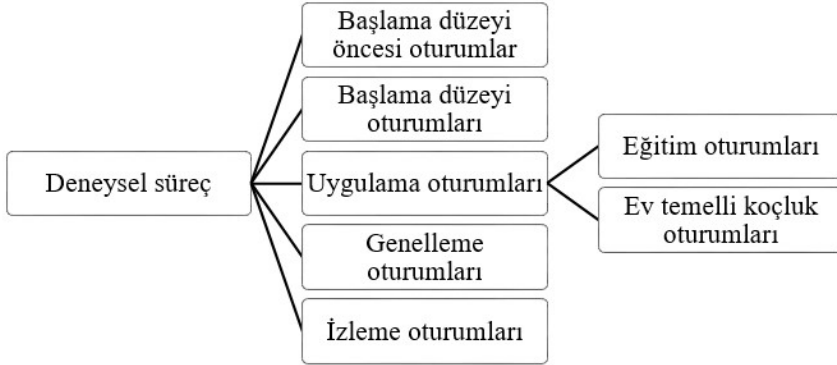 Deneysel süreç
Başlama düzeyi
öncesi oturumlar
Başlama düzeyi
oturumları
Uygulama oturumları
Eğitim oturumları
Ev temelli koçluk
oturumları
Genelleme
oturumları
İzleme oturumları